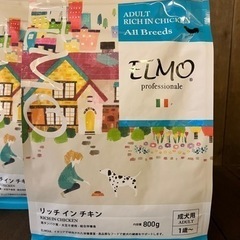 ADULT
RICH IN CHICKEN
All Breeds
ELMO
professionale
リッチ イン チキン
RICH IN CHICKEN
800g
成犬用
ADULT
1歳〜